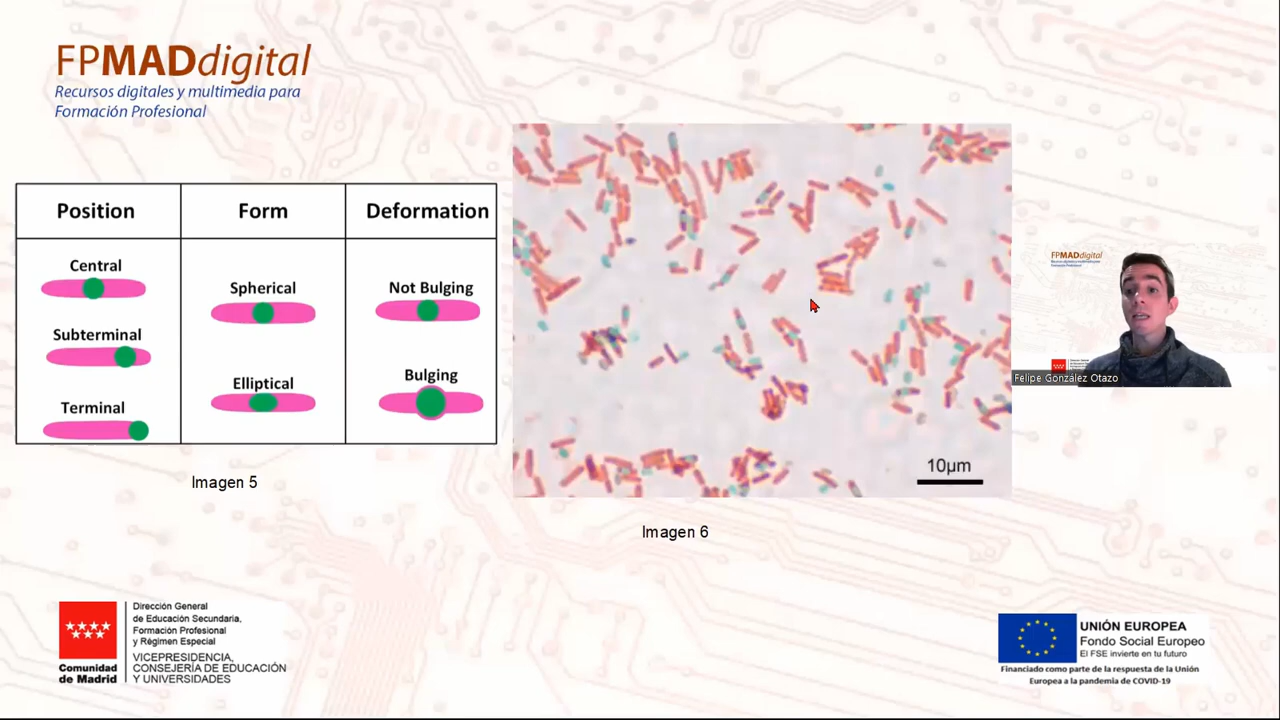 FPMADdigital
Recursos digitales y multimedia para
Formación Profesional
Position
Form
Deformation
Central
Subterminal
Terminal
Spherical
Elliptical
Not Bulging
Bulging
Imagen 5
10µm
Imagen 6
FPMADdigital
Felipe González Otazo
Comunidad
de Madrid
Dirección General
de Educación Secundaria,
Formación Profesional
y Régimen Especial
VICEPRESIDENCIA,
CONSEJERÍA DE EDUCACIÓN
Y UNIVERSIDADES
UNIÓN EUROPEA
Fondo Social Europeo
El FSE invierte en tu futuro
Financiado como parte de la respuesta de la Unión
Europea a la pandemia de COVID-19